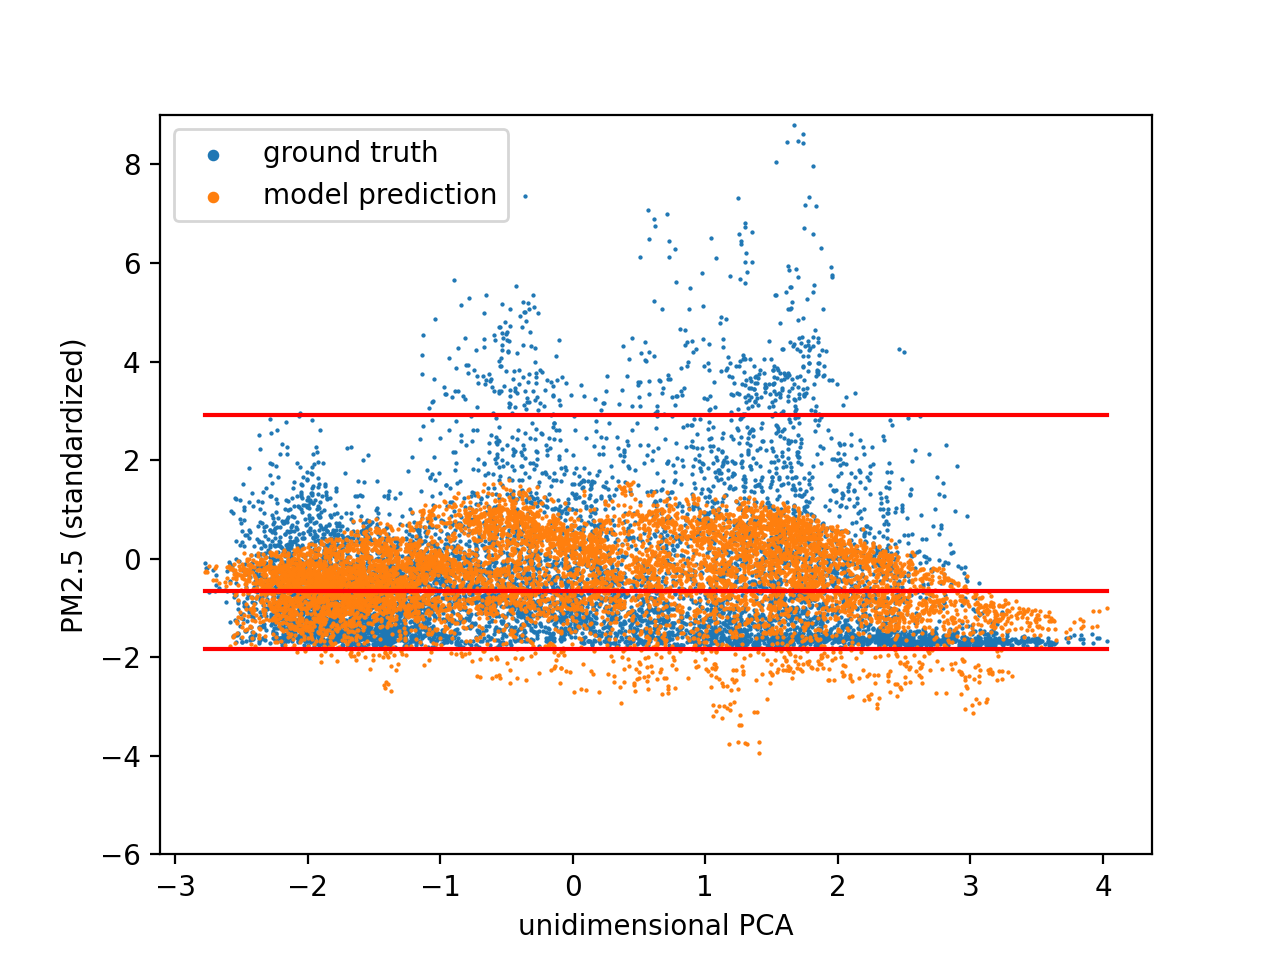 ground truth
model prediction
PM2.5 (standardized)
8
6
4
2
0
−2
−4
−6
−3 −2 −1 0 1 2 3 4
unidimensional PCA